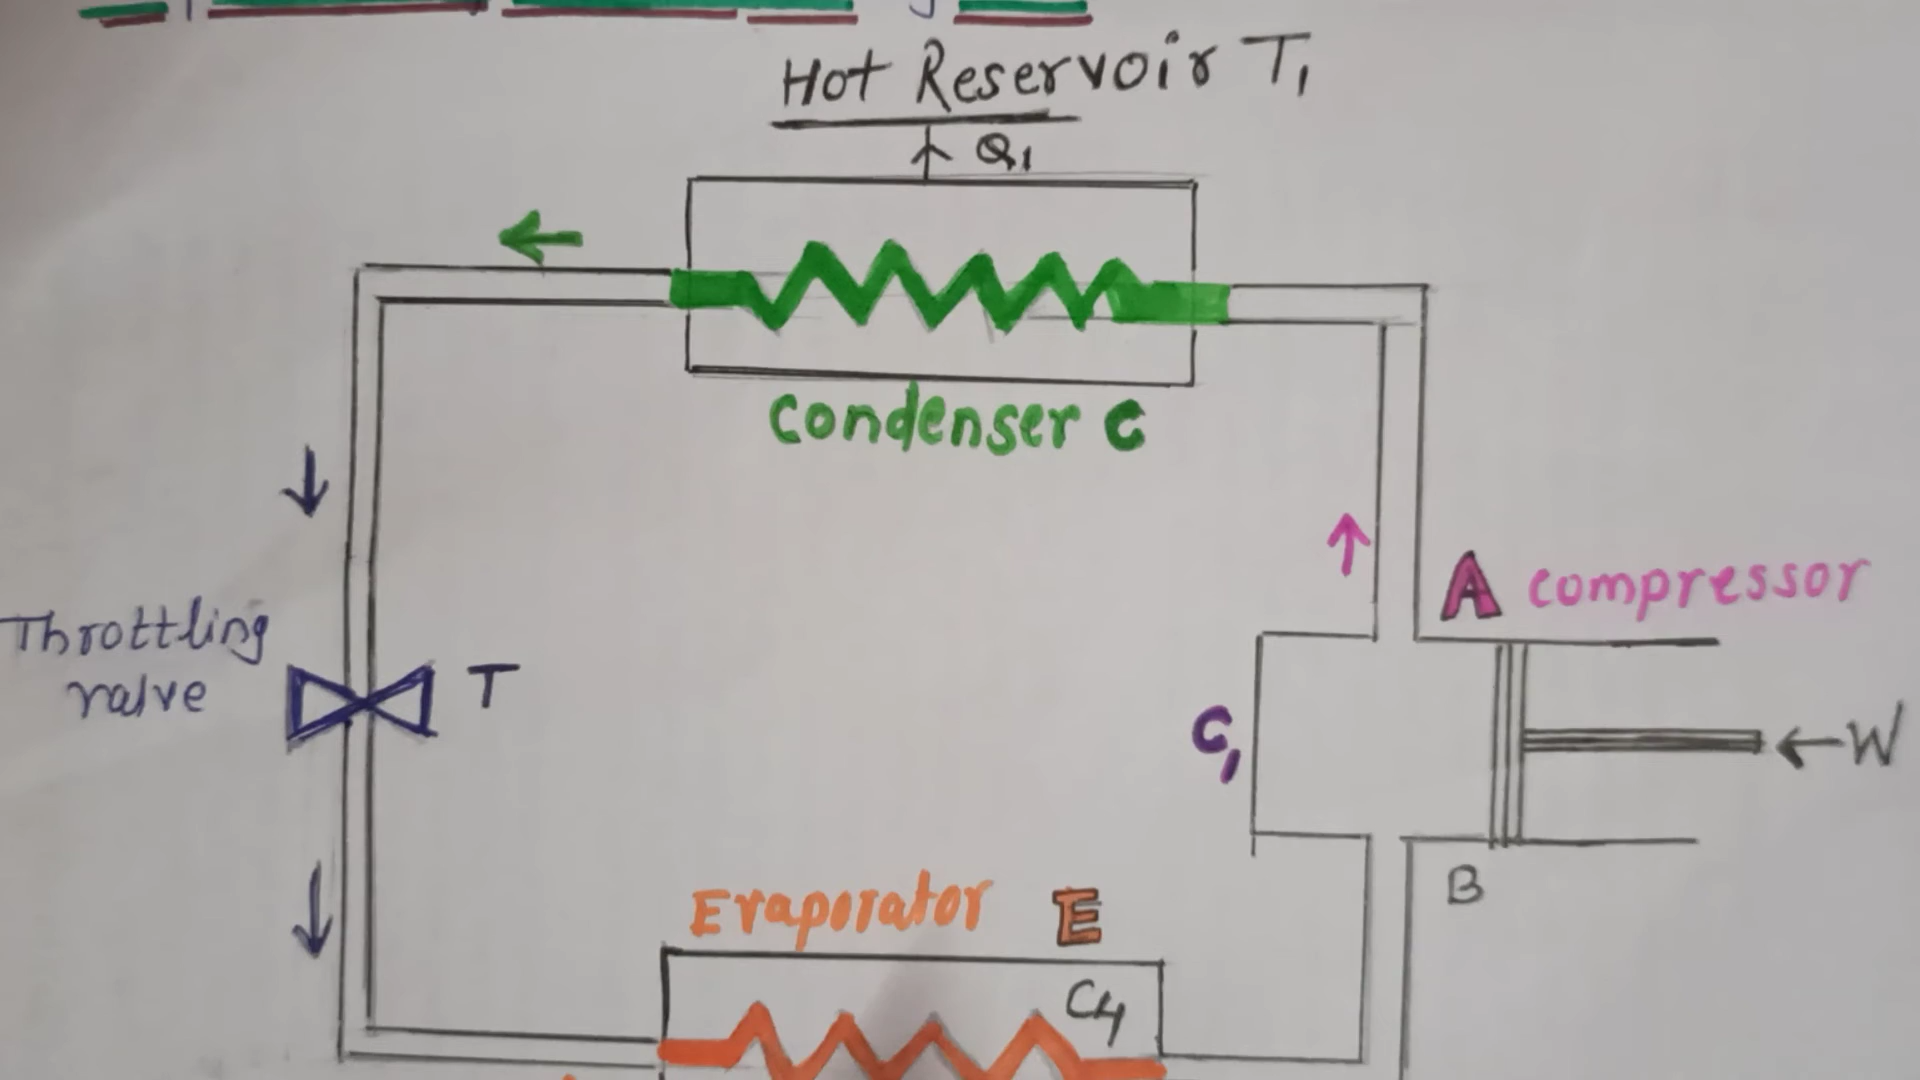 Hot Reservoir T1
Q1
Condenser C
A compressor
Throttling
valve
T
C1
W
B
Evaporator E
C4